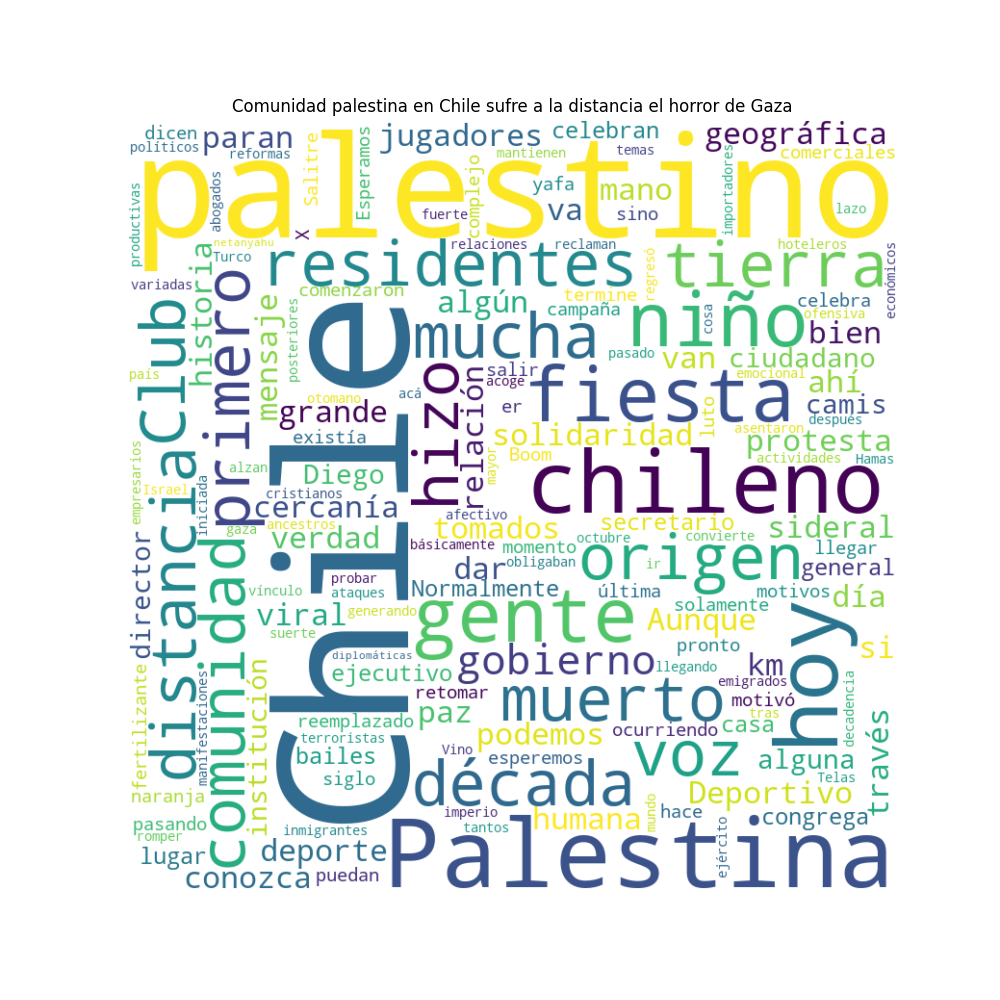 Comunidad palestina en Chile sufre a la distancia el horror de Gaza
dicen
paran
jugadores
celebran
geográfica
políticos
reformas
Salitre
Esperamos
complejo
mantienen
temas
comerciales
palestino
productivas
abogados
fuerte
yafa
mano
va
sino
importadores
lazo
X
netanyahu
Turco
relaciones
reclaman
hoteleros
variadas
historia
residentes
tierra
regresó
económicos
comenzaron
algún
termine
campaña
niño
cosa
celebra
ofensiva
bien
club
primero
mensaje
posteriores
Chile
mucha
pasado
van
ciudadano
país
otomano
acá
salir
acoge
emocional
ahí
grande
hizo
relación
er
fiesta
luto
camis
asentaron
después
existía
solidaridad
protesta
empresarios
alzan
Diego
mayor
Boom
actividades
Hamas
Israel
iniciada
cristianos
cercanía
chileno
distancia
comunidad
gaza
ancestros
afectivo
tomados
secretario
sideral
verdad
básicamente
momento
octubre
convierte
llegar
director
probar
dar
obligaban
origen
ir
general
vínculo
ataques
Normalmente
última
motivos
día
viral
generando
gente
solamente
Aunque
suerte
hoy
si
diplomáticas
gobierno
pronto
fertilizante
manifestaciones
institución
ejecutivo
llegando
km
emigrados
decadencia
retomar
muerto
motivó
reemplazado
paz
tras
casa
través
terroristas
podemos
ocurriendo
bailes
Vino
esperemos
voz
alguna
siglo
década
Telas
naranja
Deportivo
imperio
humana
mundo
hace
congrega
pasando
romper
inmigrantes
tantos
ejército
lugar
deporte
Palestina
conozca
puedan